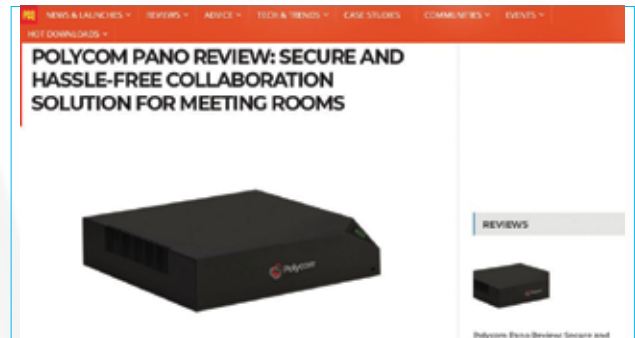 PCQ NEWS & LAUNCHES REVIEWS ADVICE TECH & TRENDS CASE STUDIES COMMUNITIES EVENTS
HOT DOWNLOADS
POLYCOM PANO REVIEW: SECURE AND
HASSLE-FREE COLLABORATION
SOLUTION FOR MEETING ROOMS
Polycom
REVIEWS
Polycom Pano Review: Secure and